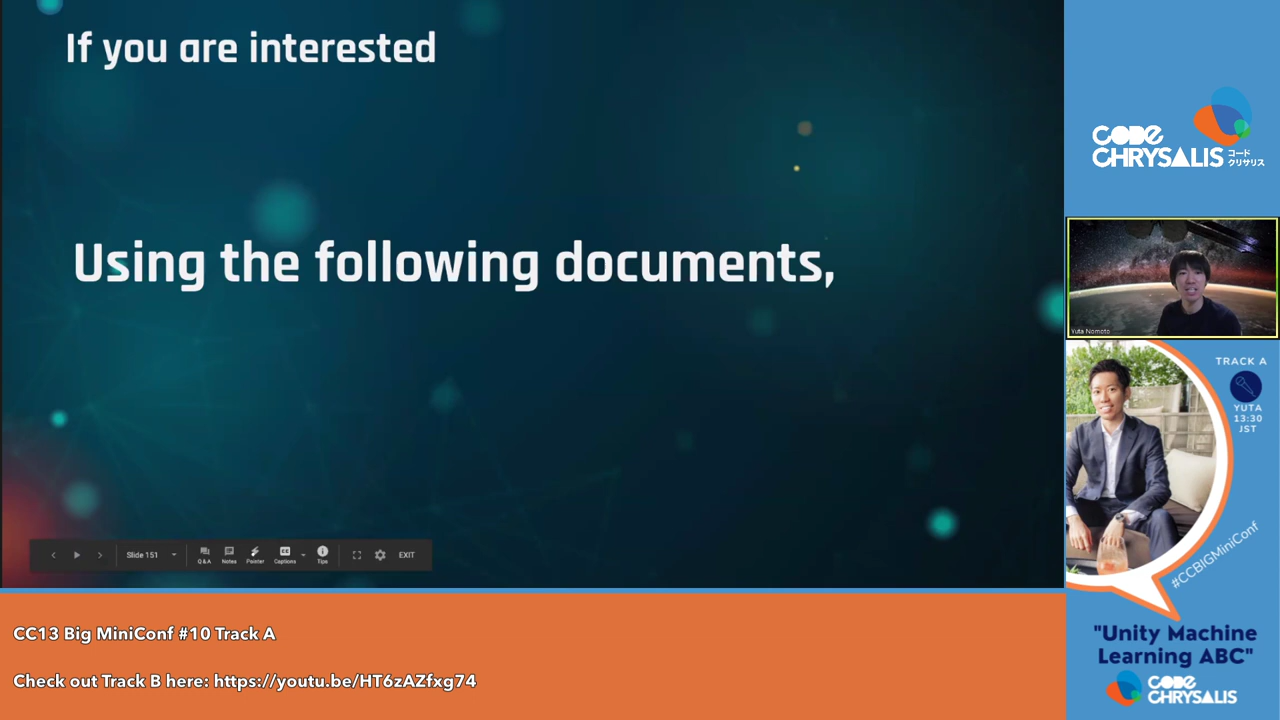 If you are interested
Using the following documents,
Slide 151
Q&A
Notes
Pointer
Captions
Tips
EXIT
CODE
CHRYSALIS
コード
クリサリス
Yuta Nomoto
TRACK A
YUTA
13:30
JST
#CCBIGMiniConf
"Unity Machine
Learning ABC"
CODE
CHRYSALIS
CC13 Big MiniConf #10 Track A
Check out Track B here: https://youtu.be/HT6zAZfxg74